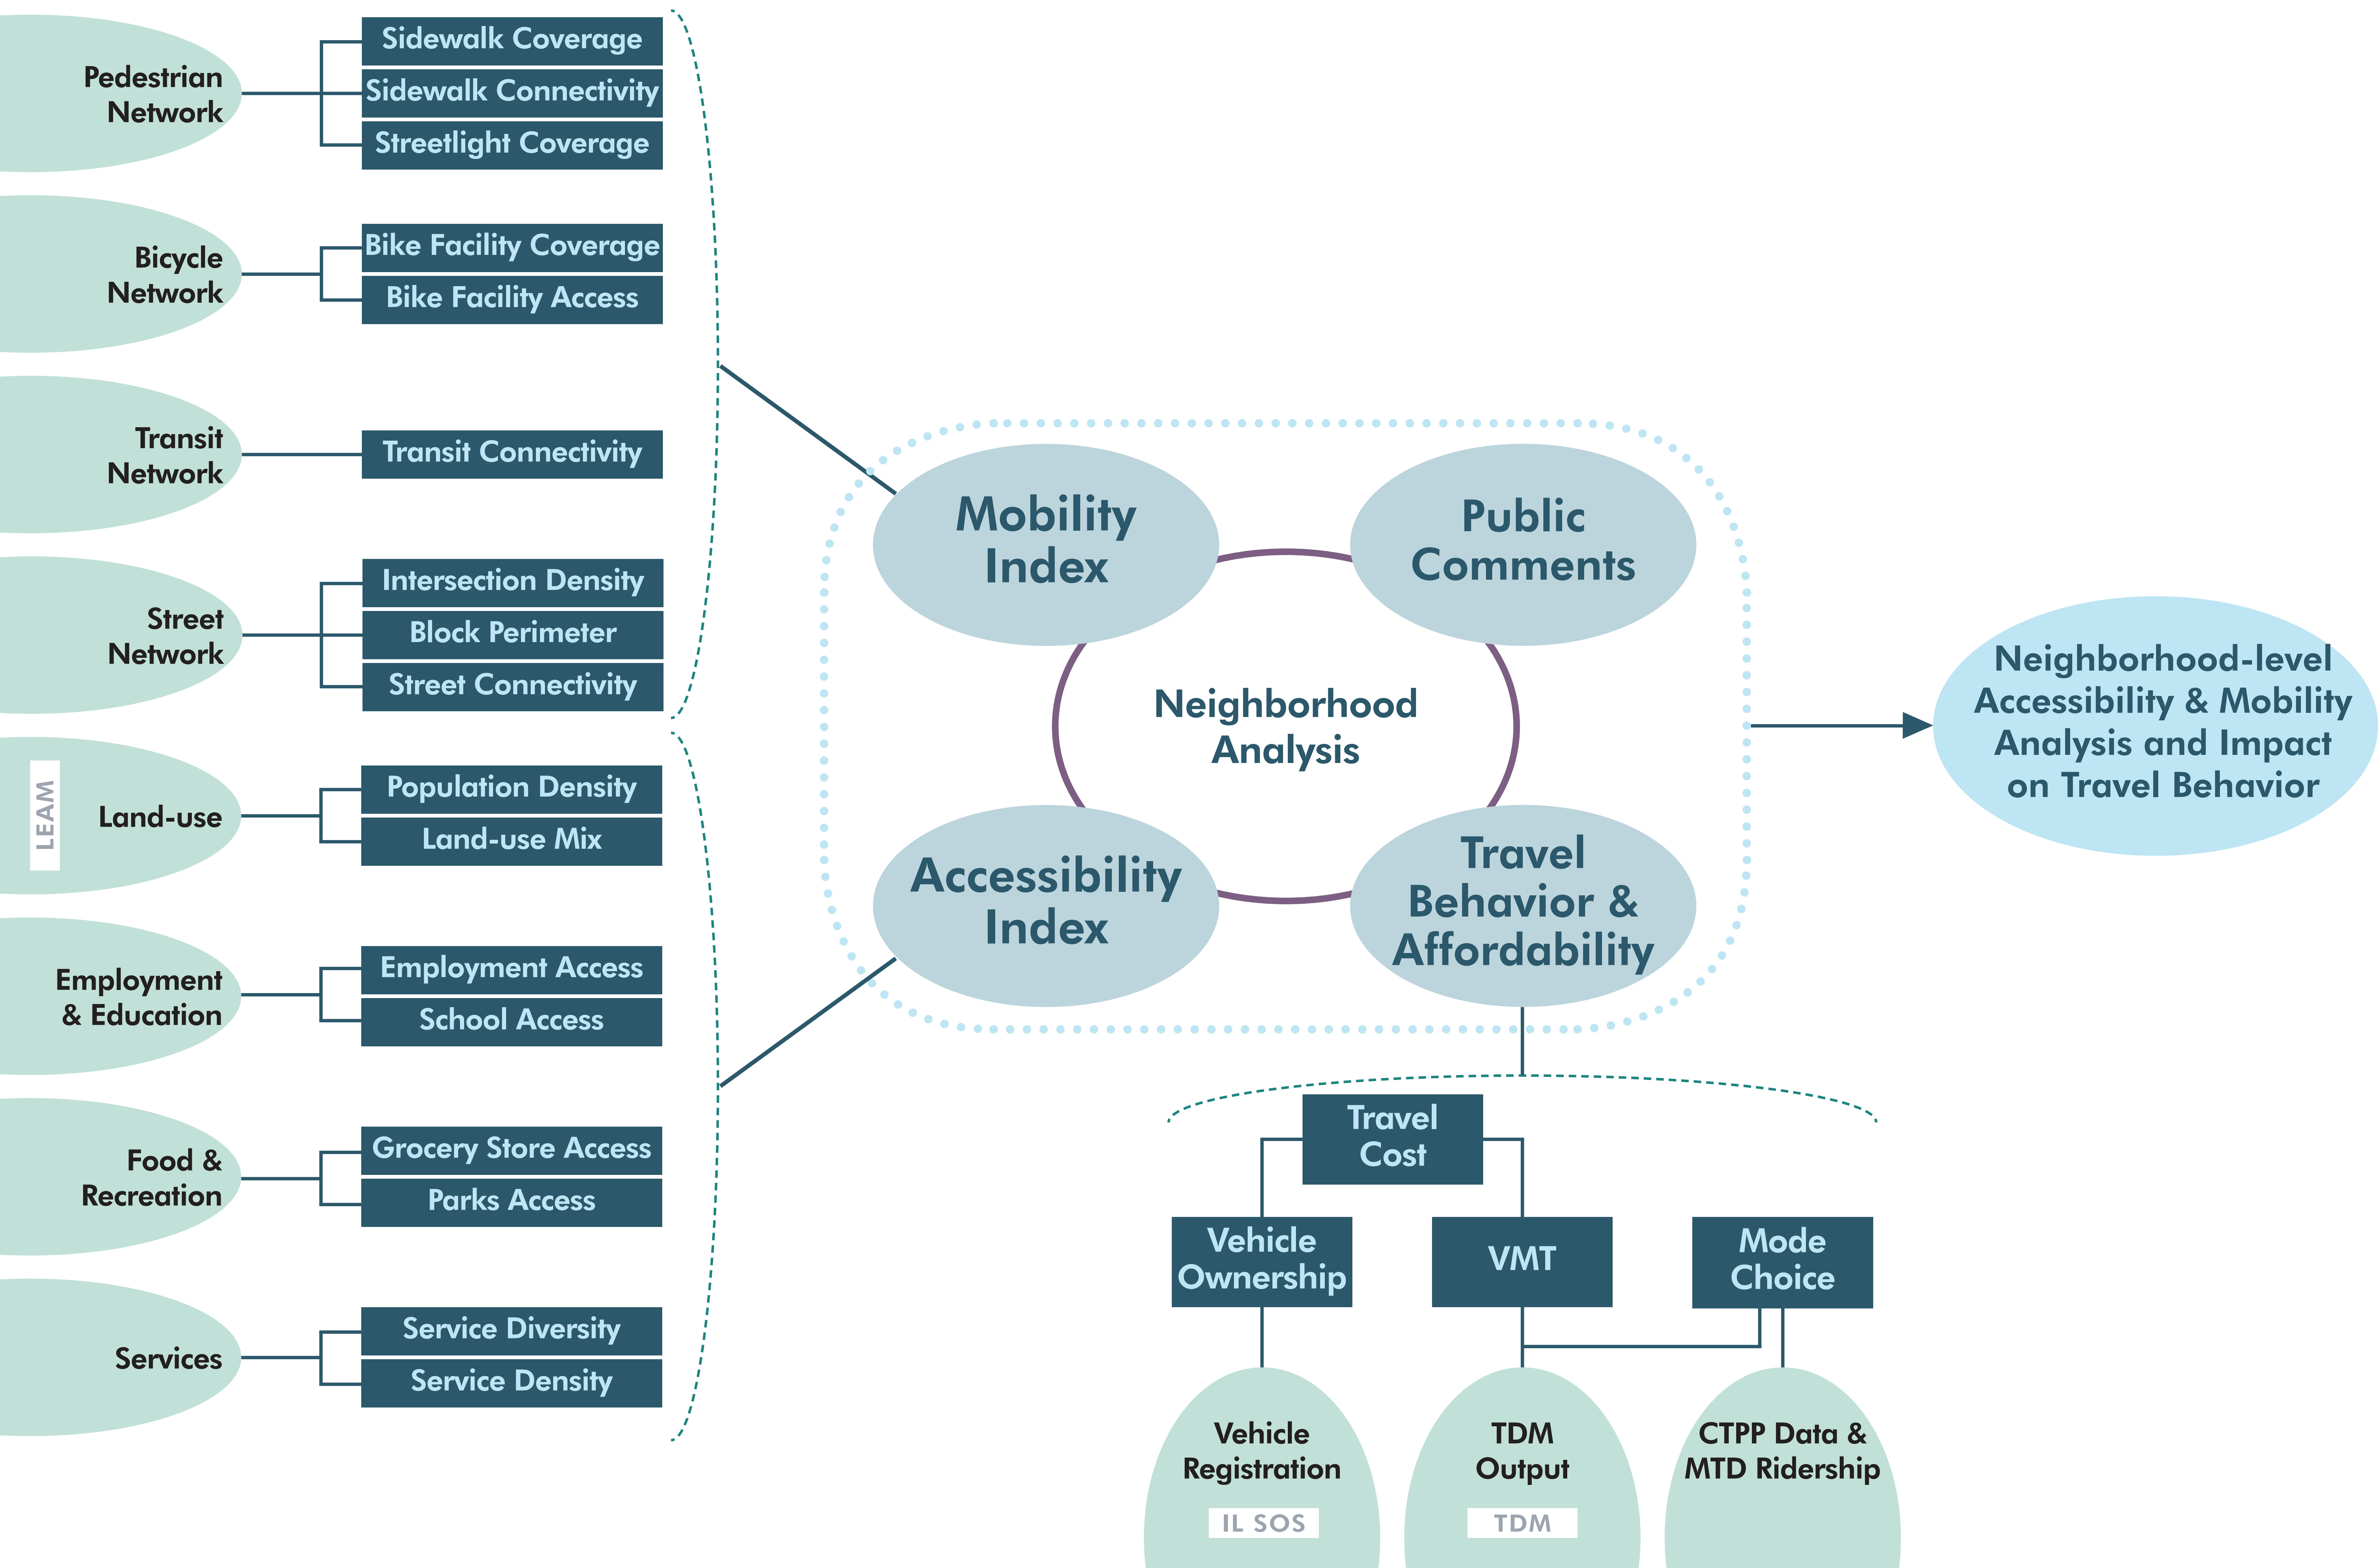 Pedestrian
Network
Sidewalk Coverage
Sidewalk Connectivity
Streetlight Coverage
Bicycle
Network
Bike Facility Coverage
Bike Facility Access
Transit
Network
Transit Connectivity
Street
Network
Intersection Density
Block Perimeter
Street Connectivity
LEAM
Land-use
Population Density
Land-use Mix
Employment
& Education
Employment Access
School Access
Food &
Recreation
Grocery Store Access
Parks Access
Services
Service Diversity
Service Density
Mobility
Index
Public
Comments
Neighborhood
Analysis
Accessibility
Index
Travel
Behavior &
Affordability
Neighborhood-level
Accessibility & Mobility
Analysis and Impact
on Travel Behavior
Travel
Cost
Vehicle
Ownership
VMT
Mode
Choice
Vehicle
Registration
IL SOS
TDM
Output
TDM
CTPP Data &
MTD Ridership